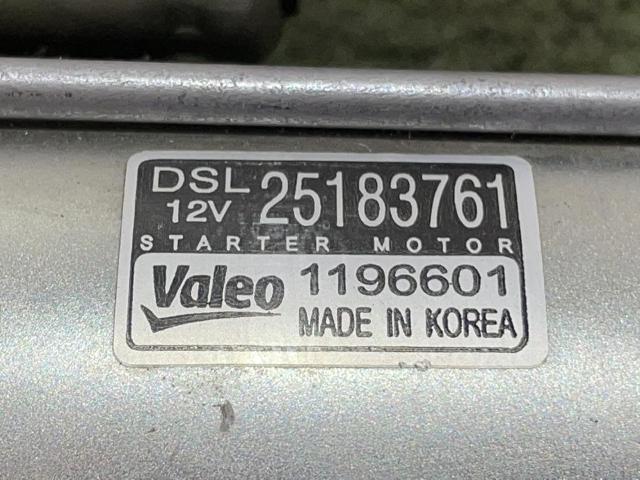 DSL 25183761
12V
STARTER MOTOR
Valeo 1196601
MADE IN KOREA